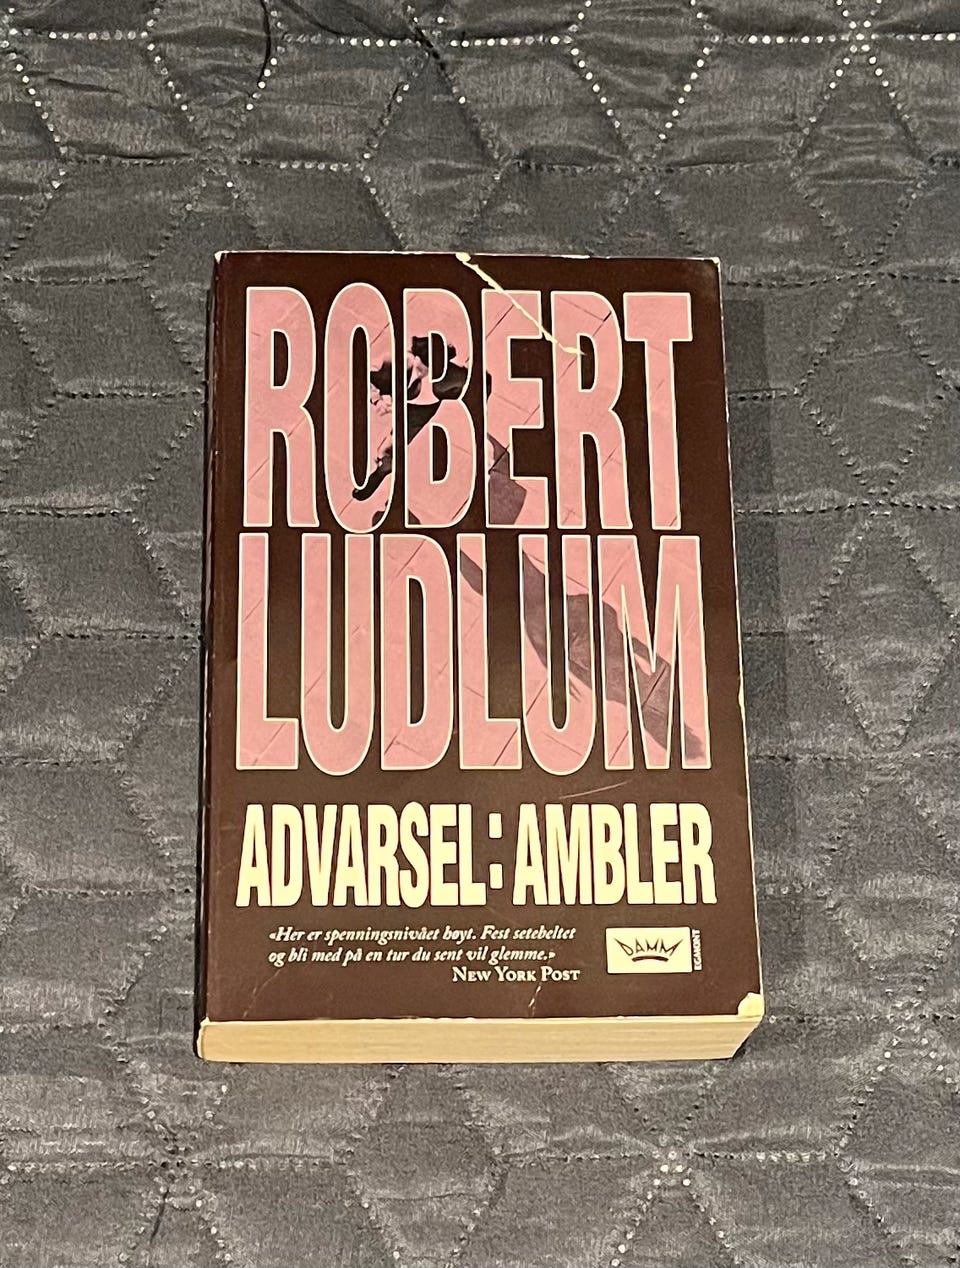 ROBERT
LUDLUM
ADVARSEL: AMBLER
«Her er spenningsnivået høyt. Fest setebeltet
og bli med på en tur du sent vil glemme.»
NEW YORK POST
DAMM
EGMONT